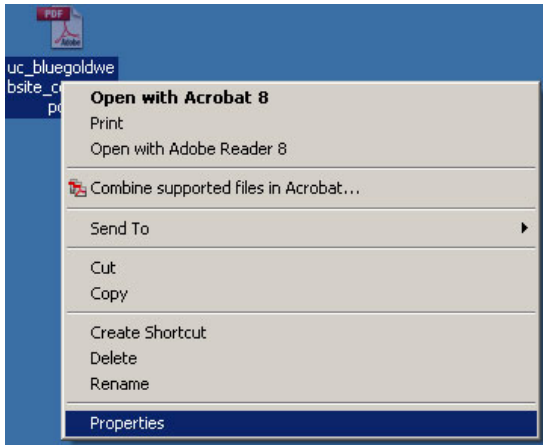 PDF
Adobe
uc_bluegoldwe
bsite_c
Open with Acrobat 8
Print
Open with Adobe Reader 8
Combine supported files in Acrobat...
Send To
Cut
Copy
Create Shortcut
Delete
Rename
Properties